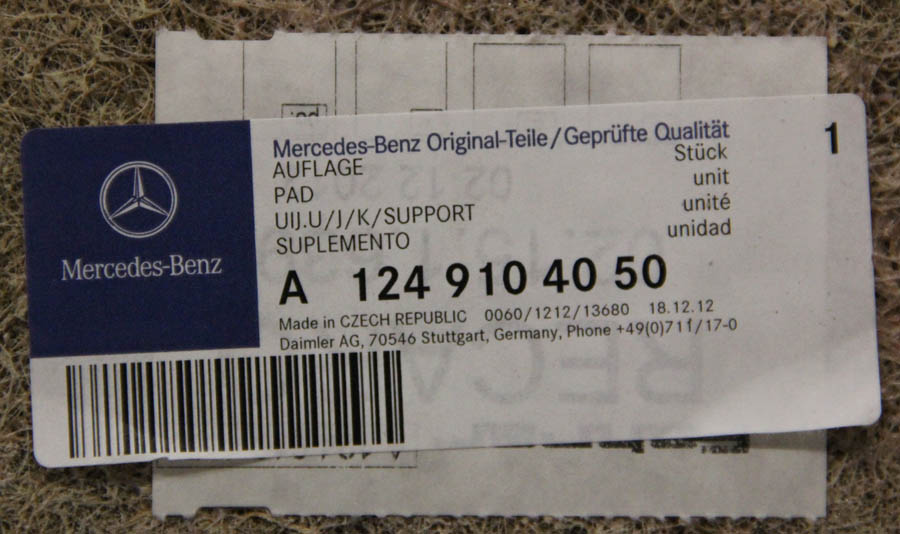 Mercedes-Benz
Mercedes-Benz Original-Teile/Geprüfte Qualität 1
AUFLAGE Stück
PAD unit
UIJ.U/J/K/SUPPORT unité
SUPLEMENTO unidad
A 124 910 40 50
Made in CZECH REPUBLIC 0060/1212/13680 18.12.12
Daimler AG, 70546 Stuttgart, Germany, Phone +49(0)711/17-0